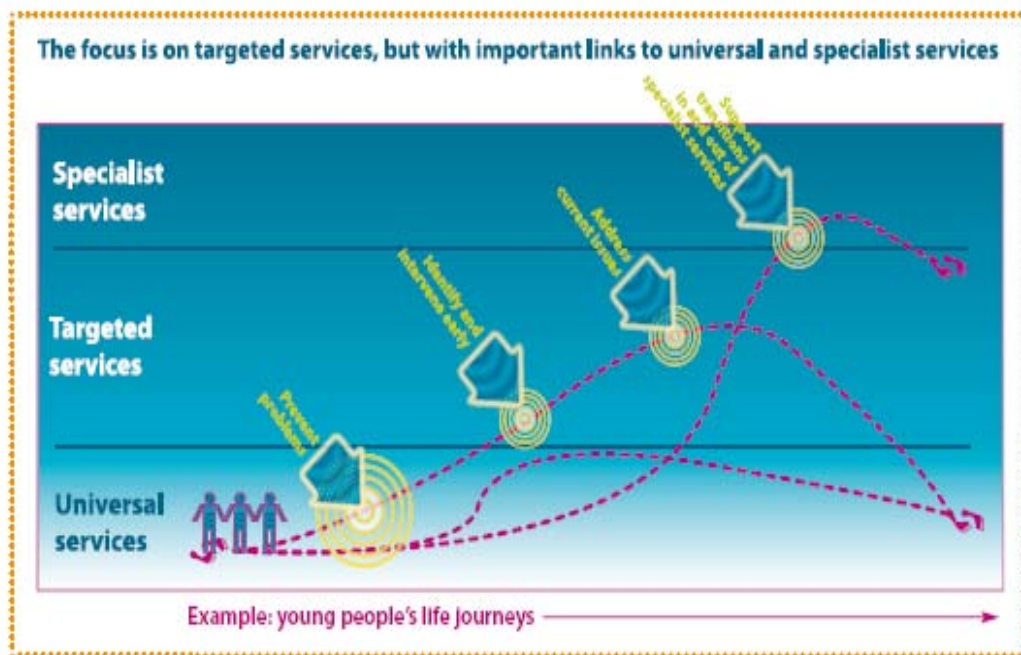 The focus is on targeted services, but with important links to universal and specialist services
Support
transitions
in and out of
specialist services
Specialist
services
Address
current issues
Identify and
intervene early
Targeted
services
Prevent
problems
Universal
services
Example: young people's life journeys